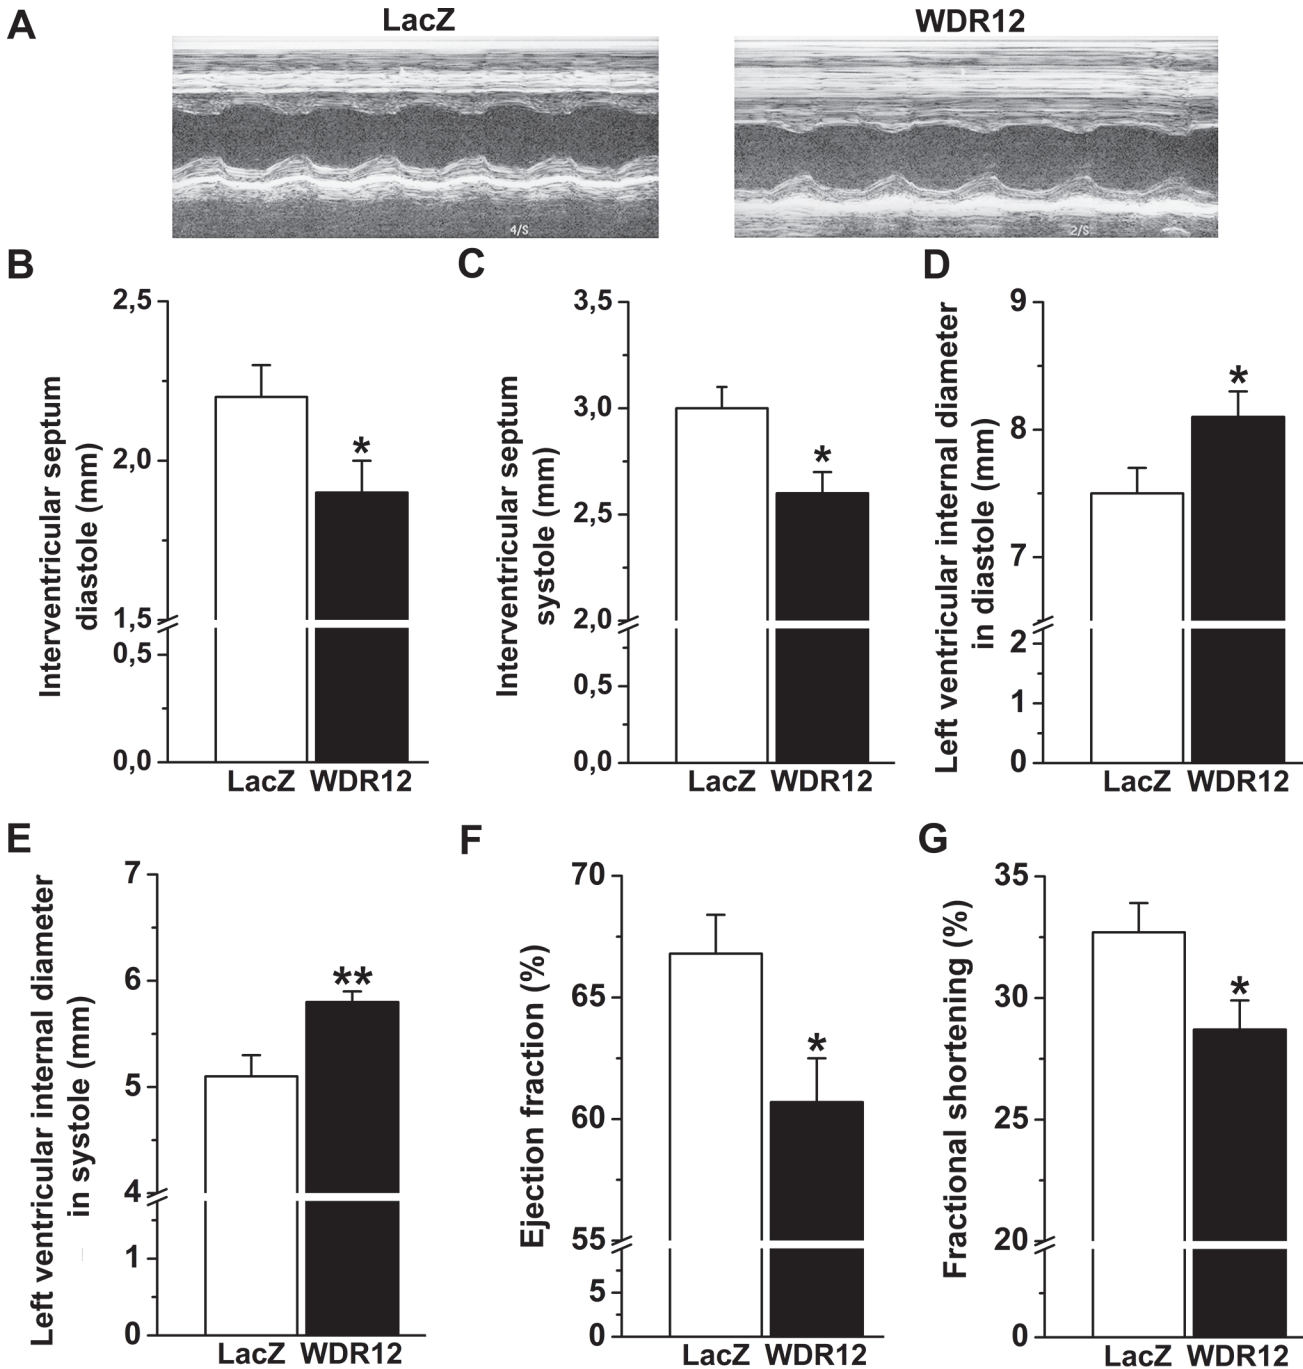 A
LacZ
WDR12
4/S
2/S
B
Interventricular septum
diastole (mm)
2,5
2,0
1,5
0,5
0,0
*
LacZ WDR12
C
Interventricular septum
systole (mm)
3,5
3,0
2,5
2,0
0,5
0,0
*
LacZ WDR12
D
Left ventricular internal diameter
in diastole (mm)
9
8
7
2
1
0
*
LacZ WDR12
E
Left ventricular internal diameter
in systole (mm)
7
6
5
4
1
0
**
LacZ WDR12
F
Ejection fraction (%)
70
65
60
55
5
0
*
LacZ WDR12
G
Fractional shortening (%)
35
30
25
20
0
*
LacZ WDR12